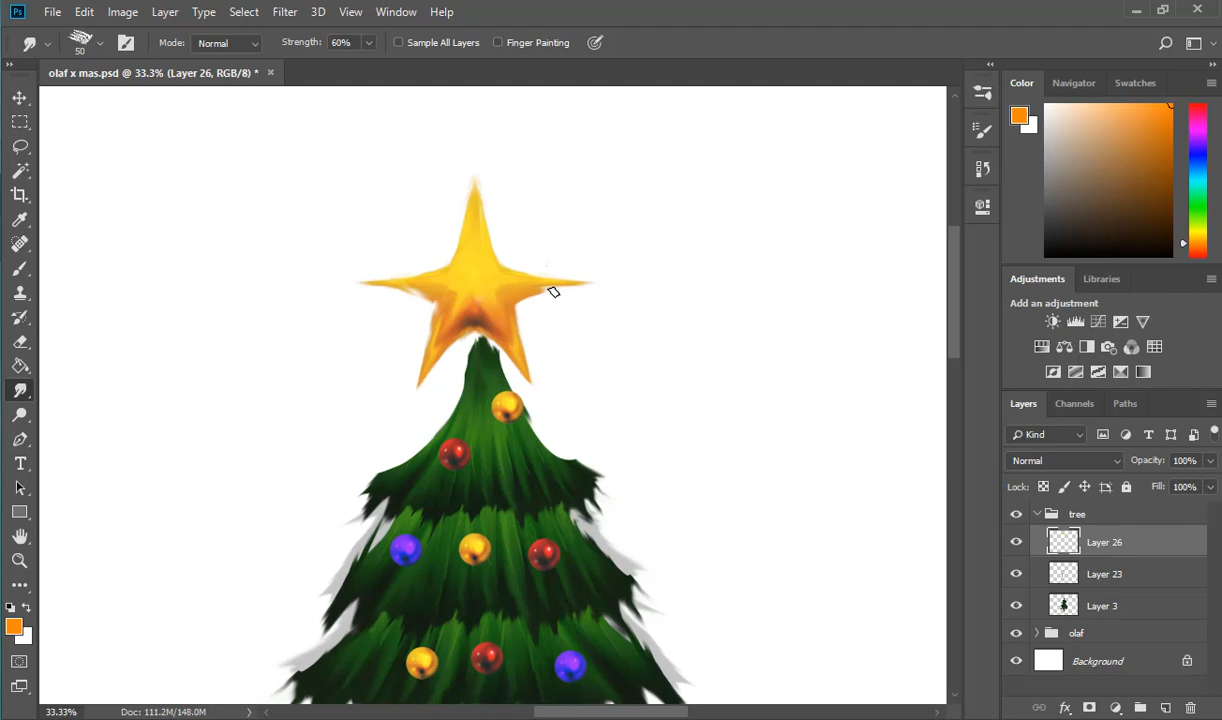 Ps File Edit Image Layer Type Select Filter 3D View Window Help
50 Mode: Normal Strength: 60% Sample All Layers Finger Painting
olaf x mas.psd @ 33.3% (Layer 26, RGB/8) *
Color Navigator Swatches
Adjustments Libraries
Add an adjustment
Layers Channels Paths
Kind
Normal Opacity: 100%
Lock: Fill: 100%
tree
Layer 26
Layer 23
Layer 3
olaf
Background
33.33% Doc: 111.2M/148.0M